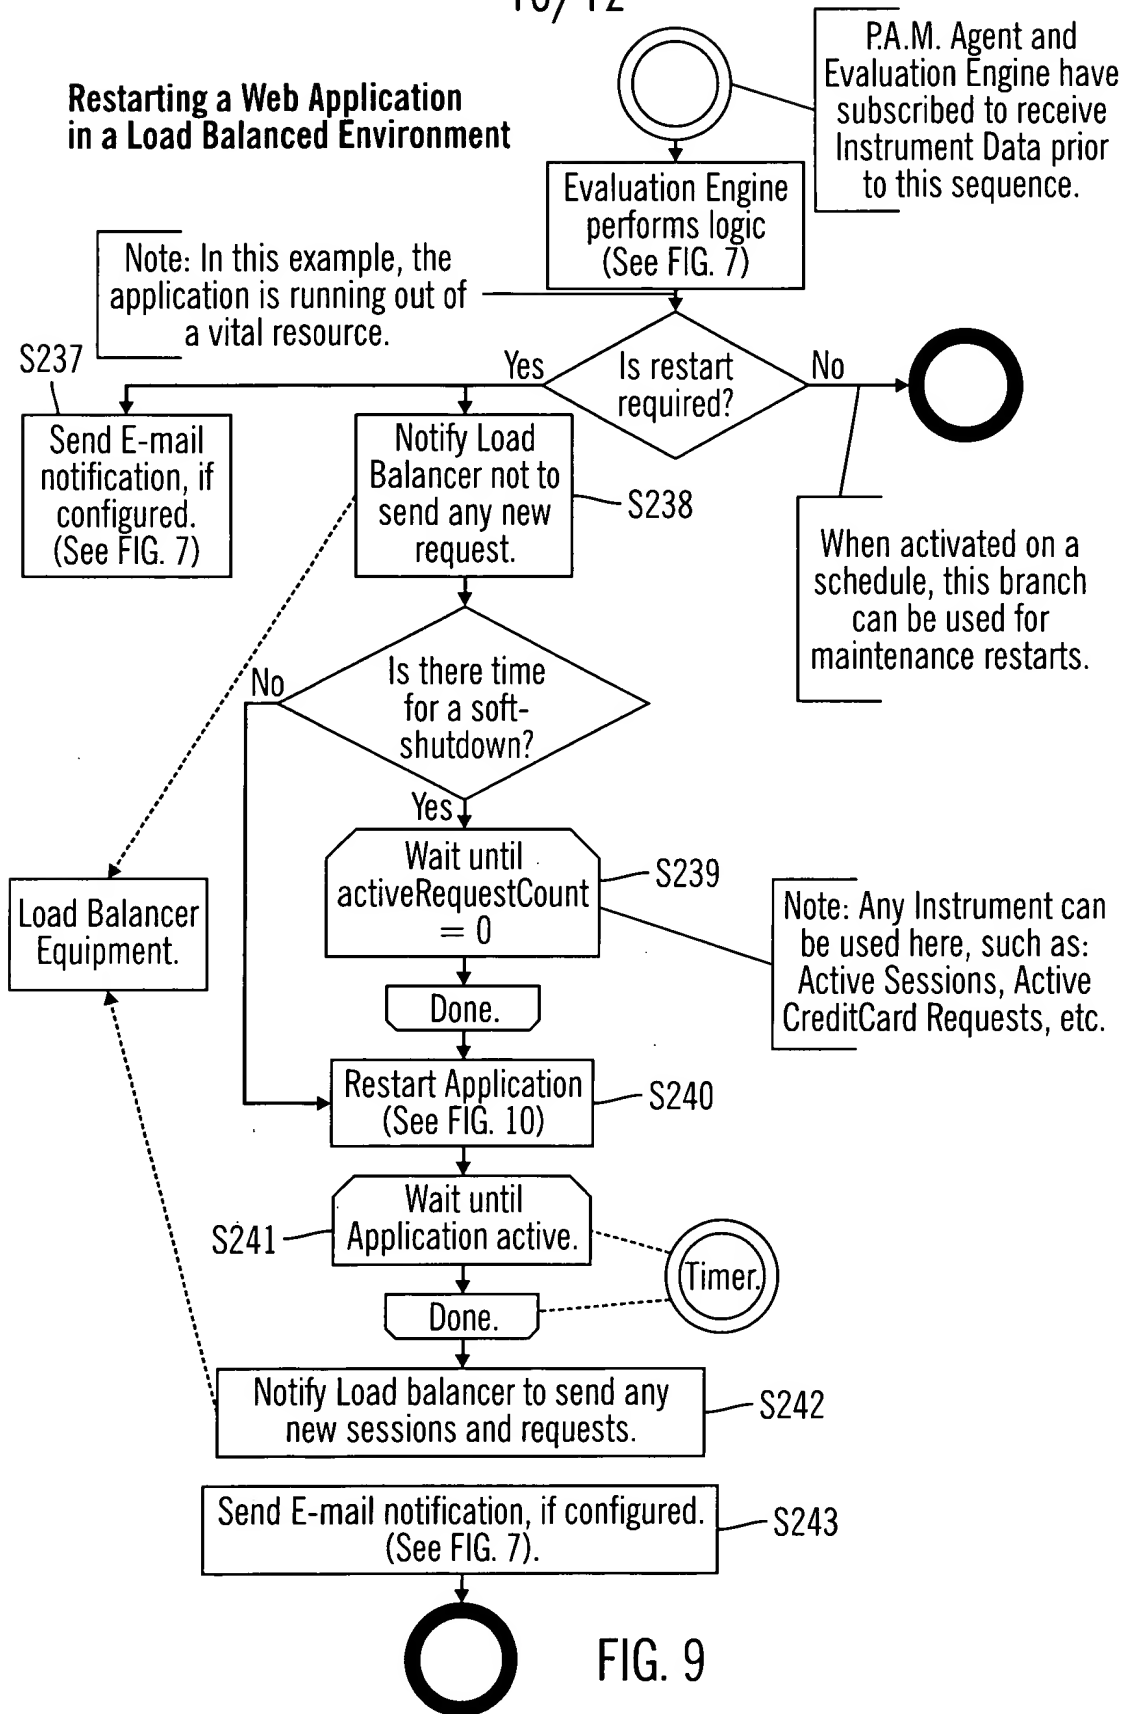 10/12
Restarting a Web Application
in a Load Balanced Environment
P.A.M. Agent and
Evaluation Engine have
subscribed to receive
Instrument Data prior
to this sequence.
Evaluation Engine
performs logic
(See FIG. 7)
Note: In this example, the
application is running out of
a vital resource.
S237
Yes
Is restart
required?
No
Send E-mail
notification, if
configured.
(See FIG. 7)
Notify Load
Balancer not to
send any new
request.
S238
When activated on a
schedule, this branch
can be used for
maintenance restarts.
No
Is there time
for a soft-
shutdown?
Yes
Wait until
activeRequestCount
= 0
S239
Load Balancer
Equipment.
Note: Any Instrument can
be used here, such as:
Active Sessions, Active
CreditCard Requests, etc.
Done.
Restart Application
(See FIG. 10)
S240
Wait until
Application active.
S241
Timer.
Done.
Notify Load balancer to send any
new sessions and requests.
S242
Send E-mail notification, if configured.
(See FIG. 7).
S243
FIG. 9